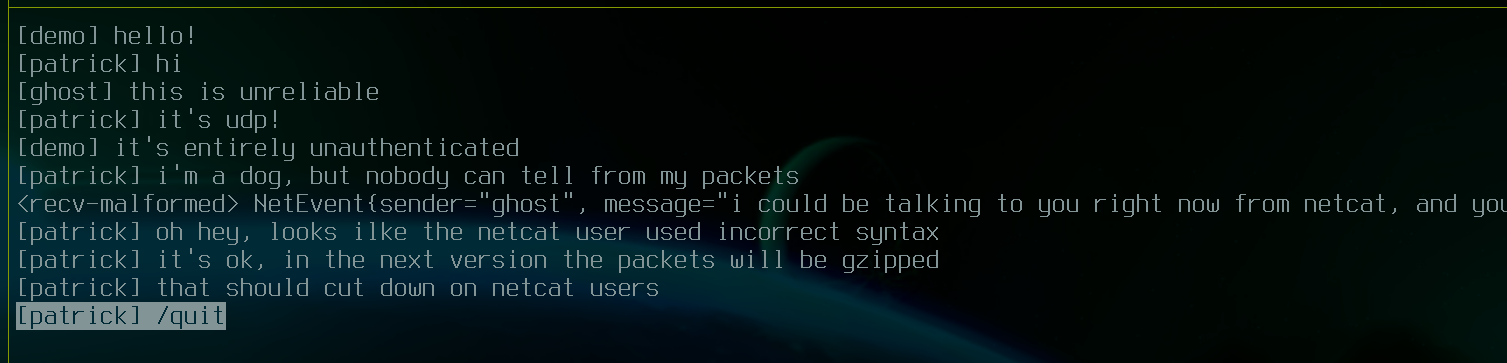 [demo] hello!
[patrick] hi
[ghost] this is unreliable
[patrick] it's udp!
[demo] it's entirely unauthenticated
[patrick] i'm a dog, but nobody can tell from my packets
<recv-malformed> NetEvent{sender="ghost", message="i could be talking to you right now from netcat, and you
[patrick] oh hey, looks ilke the netcat user used incorrect syntax
[patrick] it's ok, in the next version the packets will be gzipped
[patrick] that should cut down on netcat users
[patrick] /quit